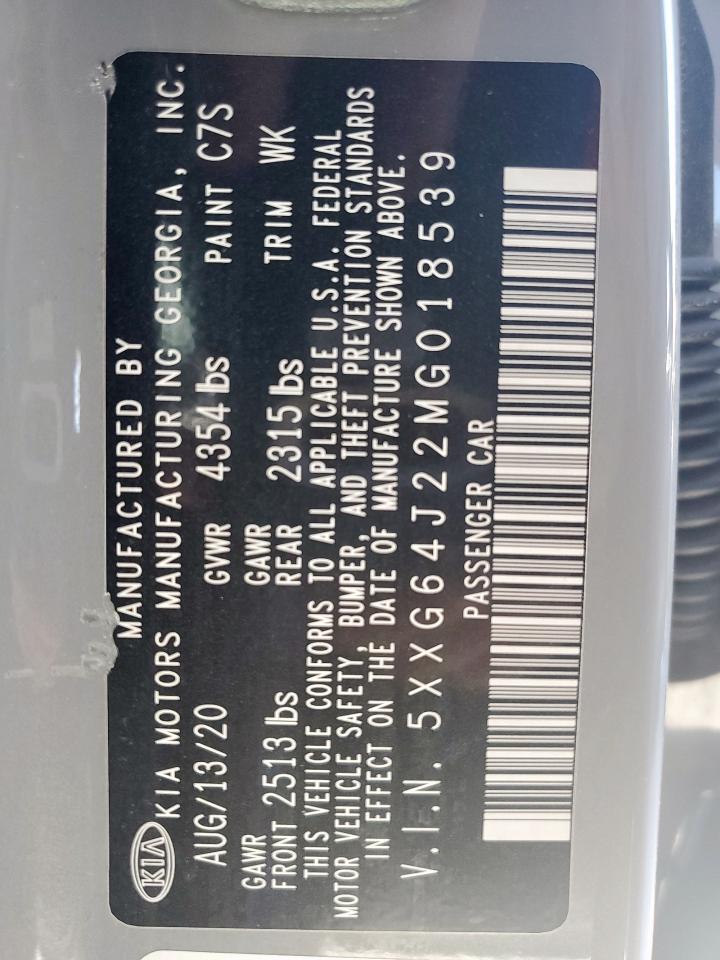 MANUFACTURED BY
KIA KIA MOTORS MANUFACTURING GEORGIA, INC.
AUG/13/20 GVWR 4354 lbs PAINT C7S
GAWR GAWR
FRONT 2513 lbs REAR 2315 lbs TRIM WK
THIS VEHICLE CONFORMS TO ALL APPLICABLE U.S.A. FEDERAL
MOTOR VEHICLE SAFETY, BUMPER, AND THEFT PREVENTION STANDARDS
IN EFFECT ON THE DATE OF MANUFACTURE SHOWN ABOVE.
V.I.N. 5XXG64J22MG018539
PASSENGER CAR